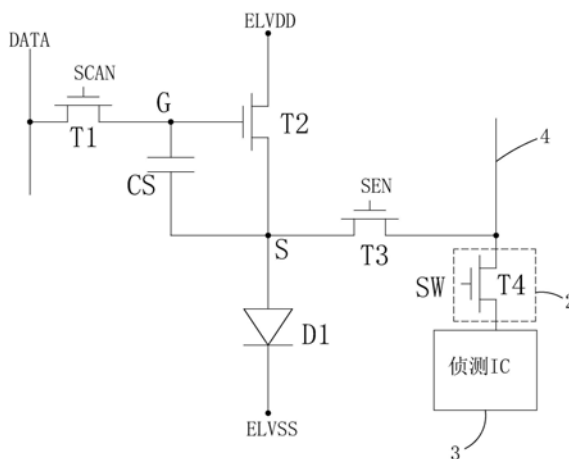 ELVDD
DATA
SCAN
G
T1
T2
CS
SEN
4
S
T3
SW
T4
2
D1
侦测IC
ELVSS
3